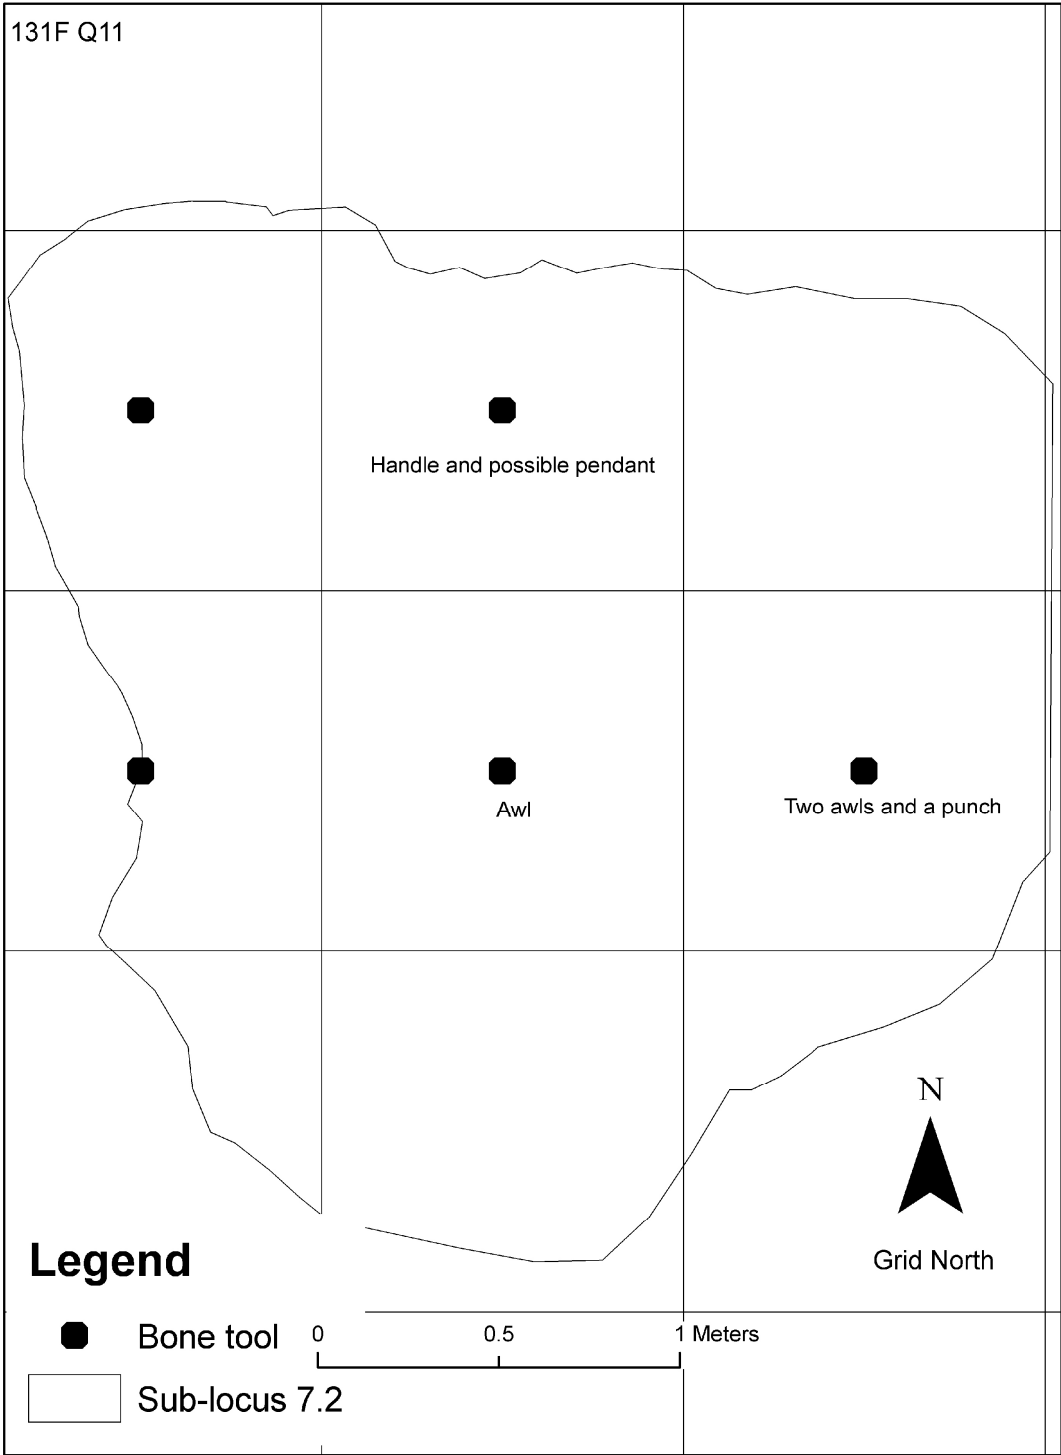 131F Q11
Handle and possible pendant
Awl
Two awls and a punch
N
Grid North
Legend
Bone tool
Sub-locus 7.2
0 0.5 1 Meters